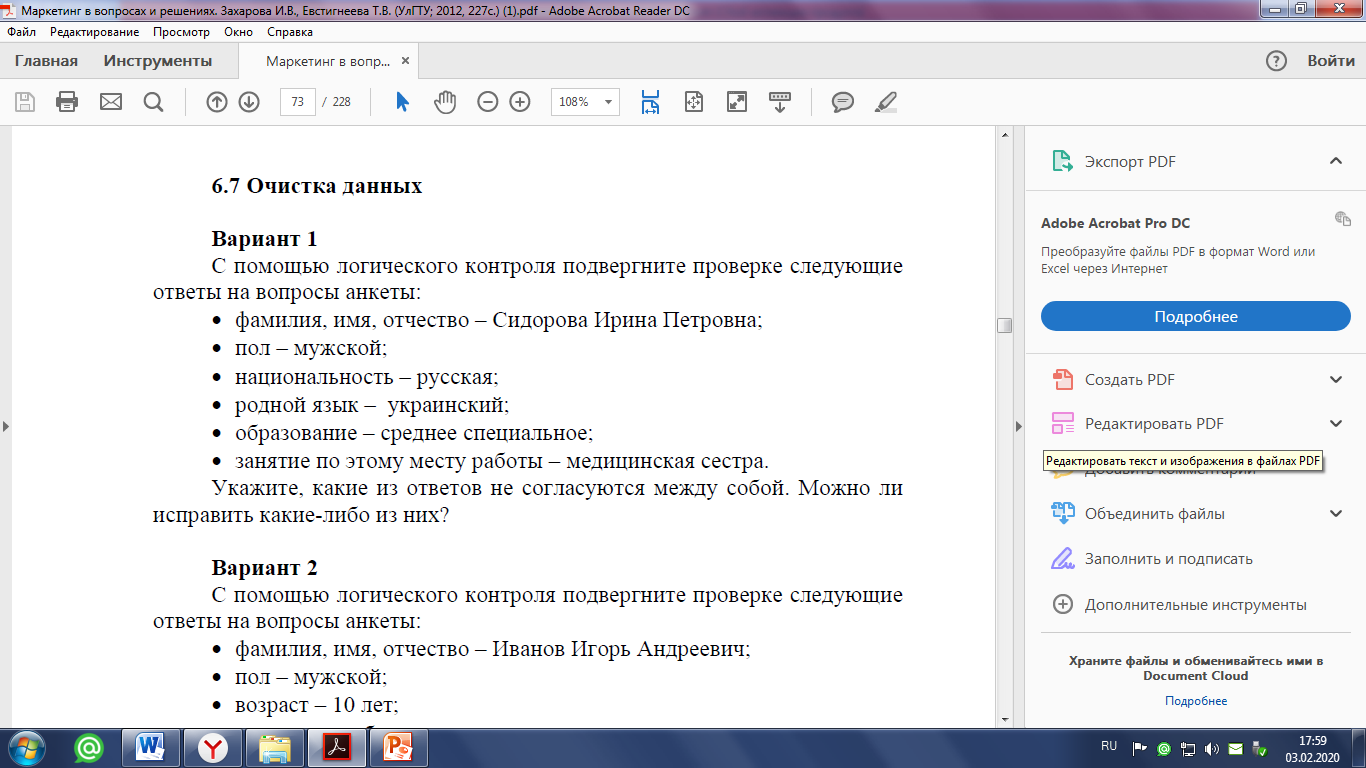 Маркетинг в вопросах и решениях. Захарова И.В., Евстигнеева Т.В. (УлГТУ; 2012, 227с.) (1).pdf - Adobe Acrobat Reader DC
Файл Редактирование Просмотр Окно Справка
Главная Инструменты Маркетинг в вопр... × ? Войти
73 / 228 108%
6.7 Очистка данных
Вариант 1
С помощью логического контроля подвергните проверке следующие
ответы на вопросы анкеты:
• фамилия, имя, отчество – Сидорова Ирина Петровна;
• пол – мужской;
• национальность – русская;
• родной язык – украинский;
• образование – среднее специальное;
• занятие по этому месту работы – медицинская сестра.
Укажите, какие из ответов не согласуются между собой. Можно ли
исправить какие-либо из них?
Вариант 2
С помощью логического контроля подвергните проверке следующие
ответы на вопросы анкеты:
• фамилия, имя, отчество – Иванов Игорь Андреевич;
• пол – мужской;
• возраст – 10 лет;
Экспорт PDF
Adobe Acrobat Pro DC
Преобразуйте файлы PDF в формат Word или
Excel через Интернет
Подробнее
Создать PDF
Редактировать PDF
Редактировать текст и изображения в файлах PDF
Объединить файлы
Заполнить и подписать
Дополнительные инструменты
Храните файлы и обменивайтесь ими в
Document Cloud
Подробнее
RU
17:59
03.02.2020